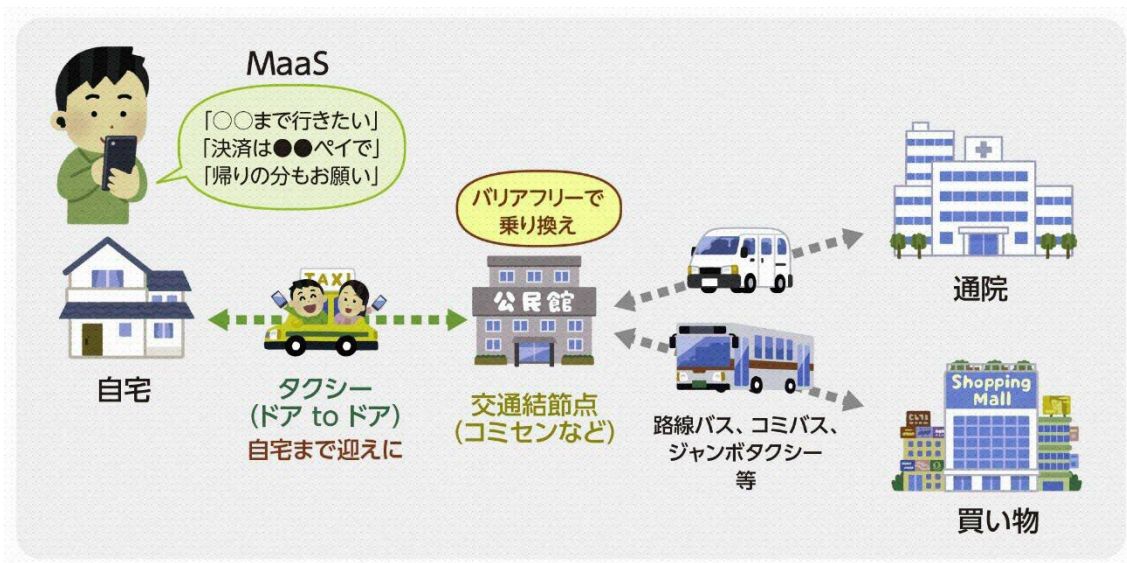 MaaS
「○○まで行きたい」
「決済は●●ペイで」
「帰りの分もお願い」
バリアフリーで
乗り換え
TAXI
公民館
通院
自宅
タクシー
(ドア to ドア)
自宅まで迎えに
交通結節点
(コミセンなど)
路線バス、コミバス、
ジャンボタクシー
等
Shopping
Mall
買い物